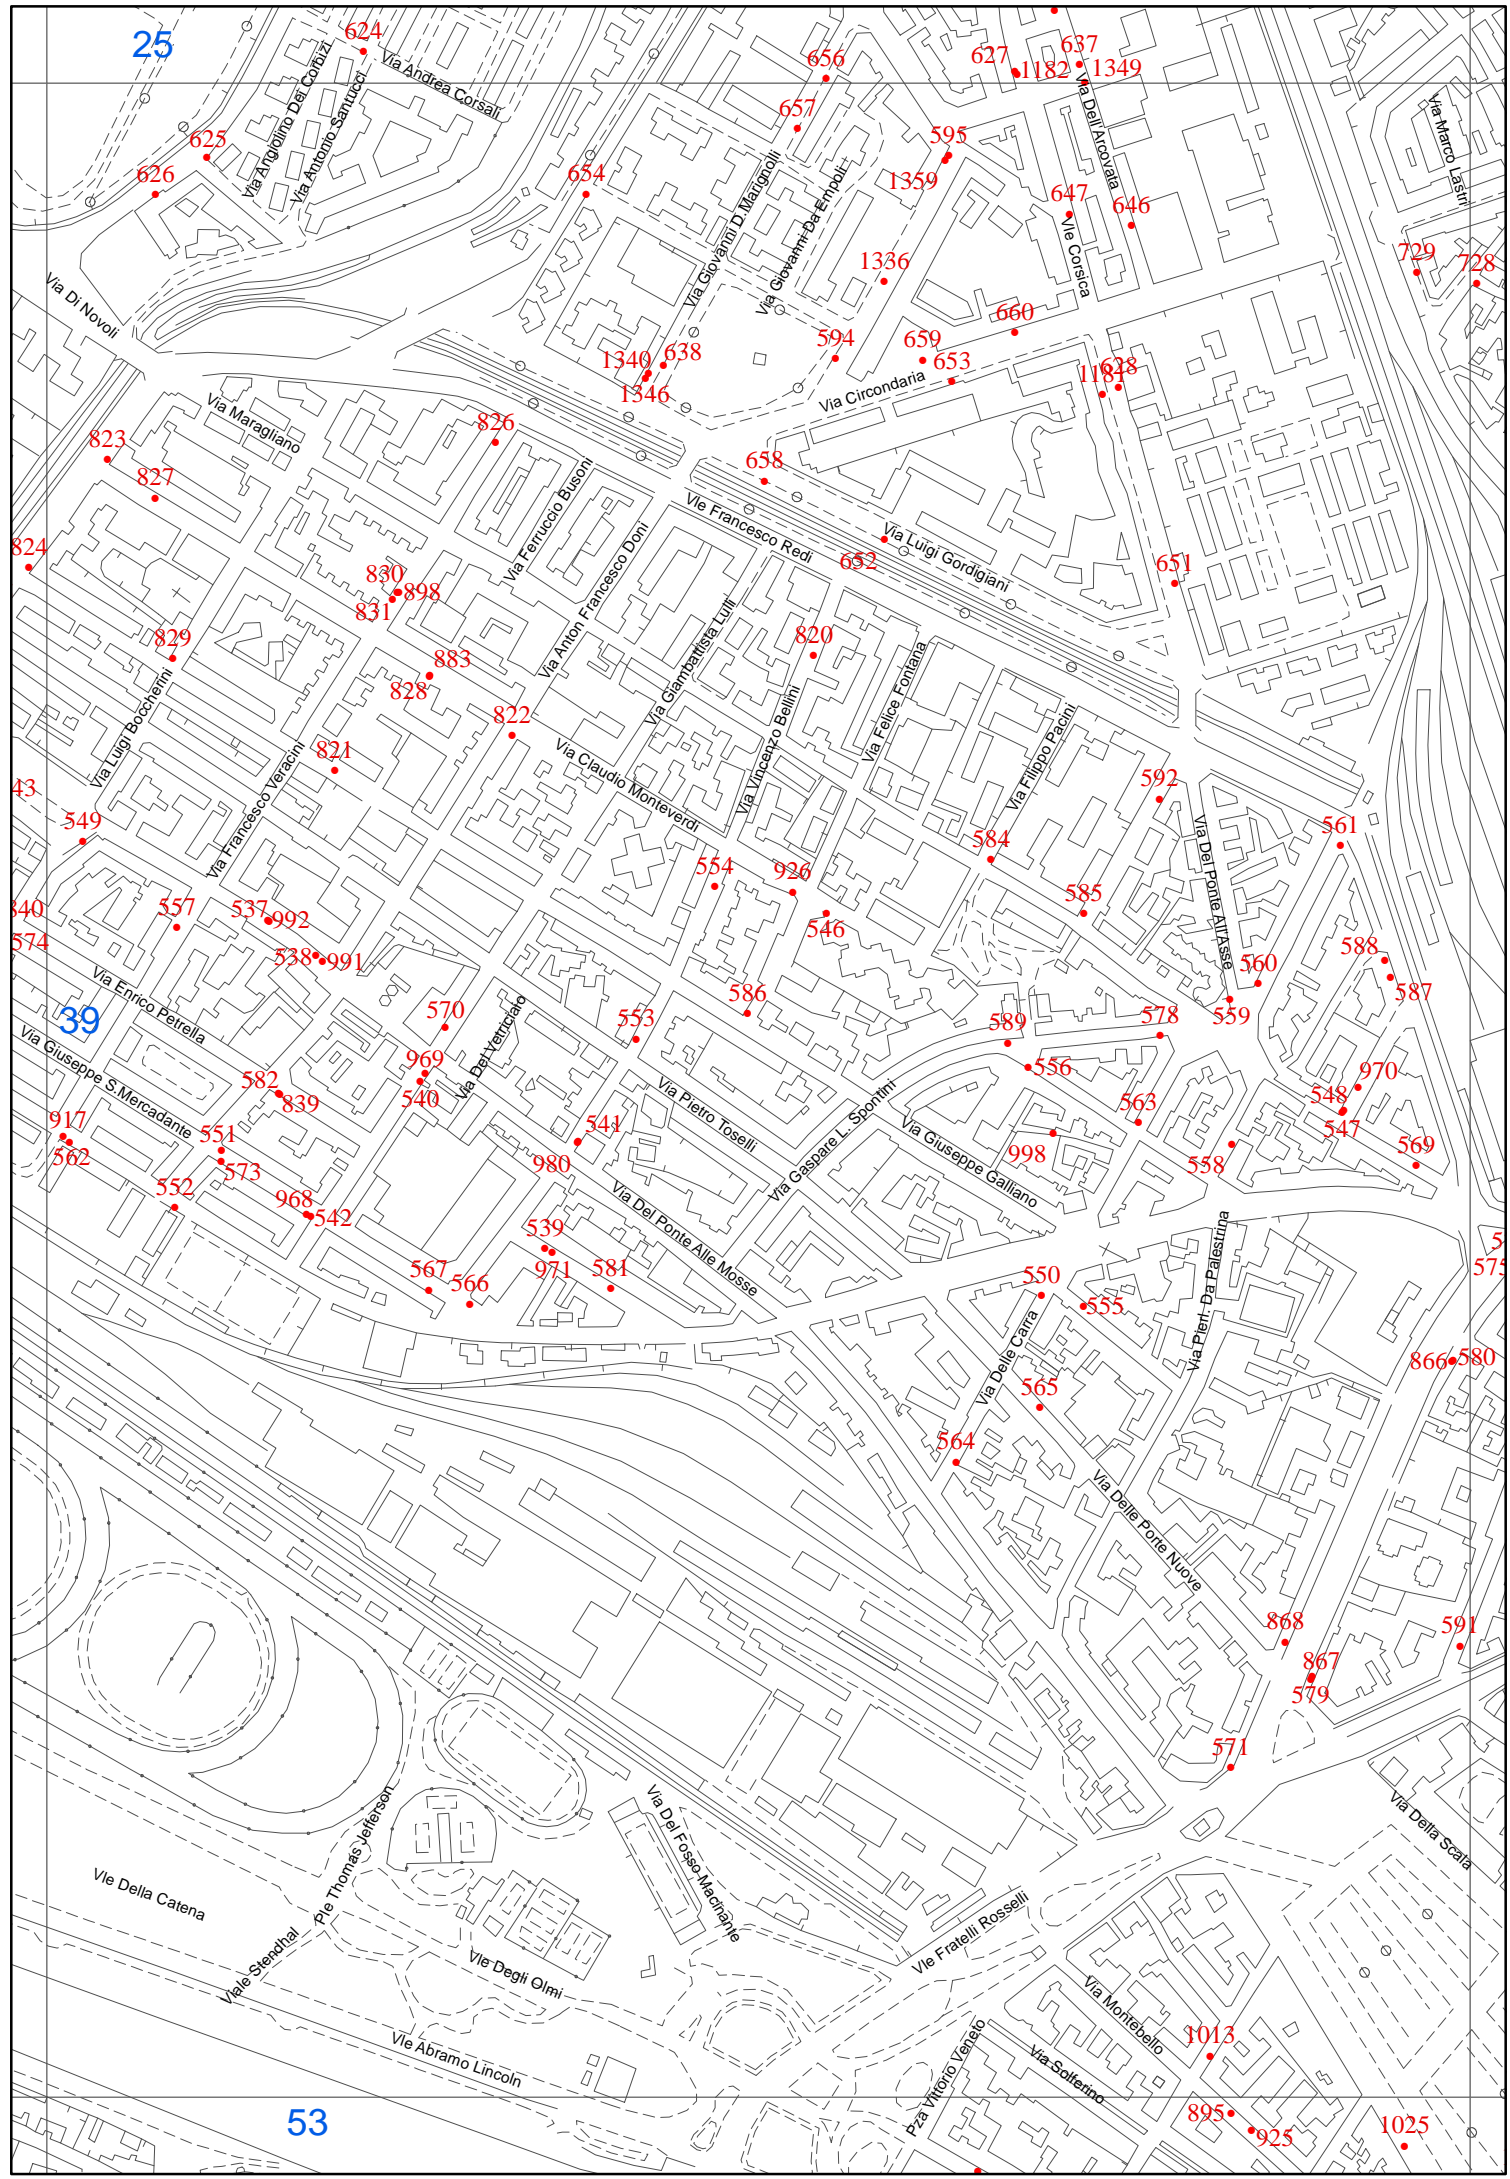 25
624
Via Andrea Corsali
Via Angiolino Dei Corbizi
Via Antonio Santucci
625
626
654
656
657
627
1182
637
1349
Via Dell'Arcovata
595
1359
647
646
Vle Corsica
Via Marco Lastri
729
728
Via Giovanni D.Marignolli
Via Giovanni Da Empoli
1336
Via Di Novoli
660
659
653
594
1340
638
1346
Via Circondaria
1181
628
Via Maragliano
823
827
826
658
Via Ferruccio Busoni
Vle Francesco Redi
Via Luigi Gordigiani
652
651
824
830
898
831
Via Anton Francesco Doni
Via Giambattista Lulli
820
829
883
828
822
Via Felice Fontana
Via Luigi Boccherini
Via Vincenzo Bellini
Via Filippo Pacini
821
Via Claudio Monteverdi
43
549
Via Francesco Veracini
592
561
584
Via Del Ponte All'Asse
554
926
585
546
840
557
537
992
574
538
991
588
560
587
559
Via Enrico Petrella
39
586
570
553
589
578
Via Giuseppe S.Mercadante
Via Del Vetriciaio
969
540
556
582
839
970
548
547
Via Pietro Toselli
Via Gaspare L. Spontini
563
Via Giuseppe Galliano
917
562
551
573
541
980
998
558
569
552
968
542
Via Del Ponte Alle Mosse
539
971
581
567
566
550
555
Via Pierl. Da Palestrina
5
575
Via Delle Carra
565
866
580
564
Via Delle Porte Nuove
868
591
867
579
571
Via Della Scala
Ple Thomas Jefferson
Via Del Fosso Macinante
Vle Della Catena
Viale Stendhal
Vle Degli Olmi
Vle Fratelli Rosselli
Via Montebello
1013
Vle Abramo Lincoln
Pza Vittorio Veneto
Via Solferino
53
895
925
1025